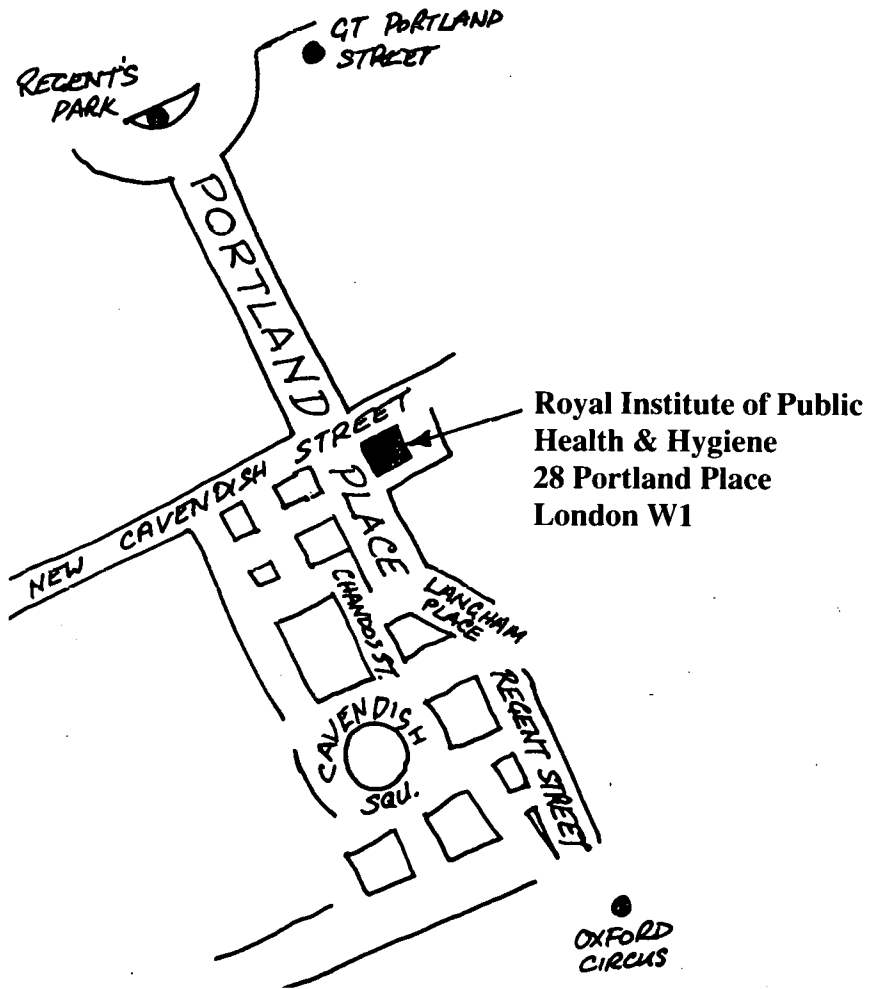 GT PORTLAND
STREET
REGENT'S
PARK
PORTLAND
PLACE
NEW CAVENDISH STREET
Royal Institute of Public
Health & Hygiene
28 Portland Place
London W1
CHANDOS ST.
LANGHAM
PLACE
CAVENDISH
SQU.
REGENT STREET
OXFORD
CIRCUS